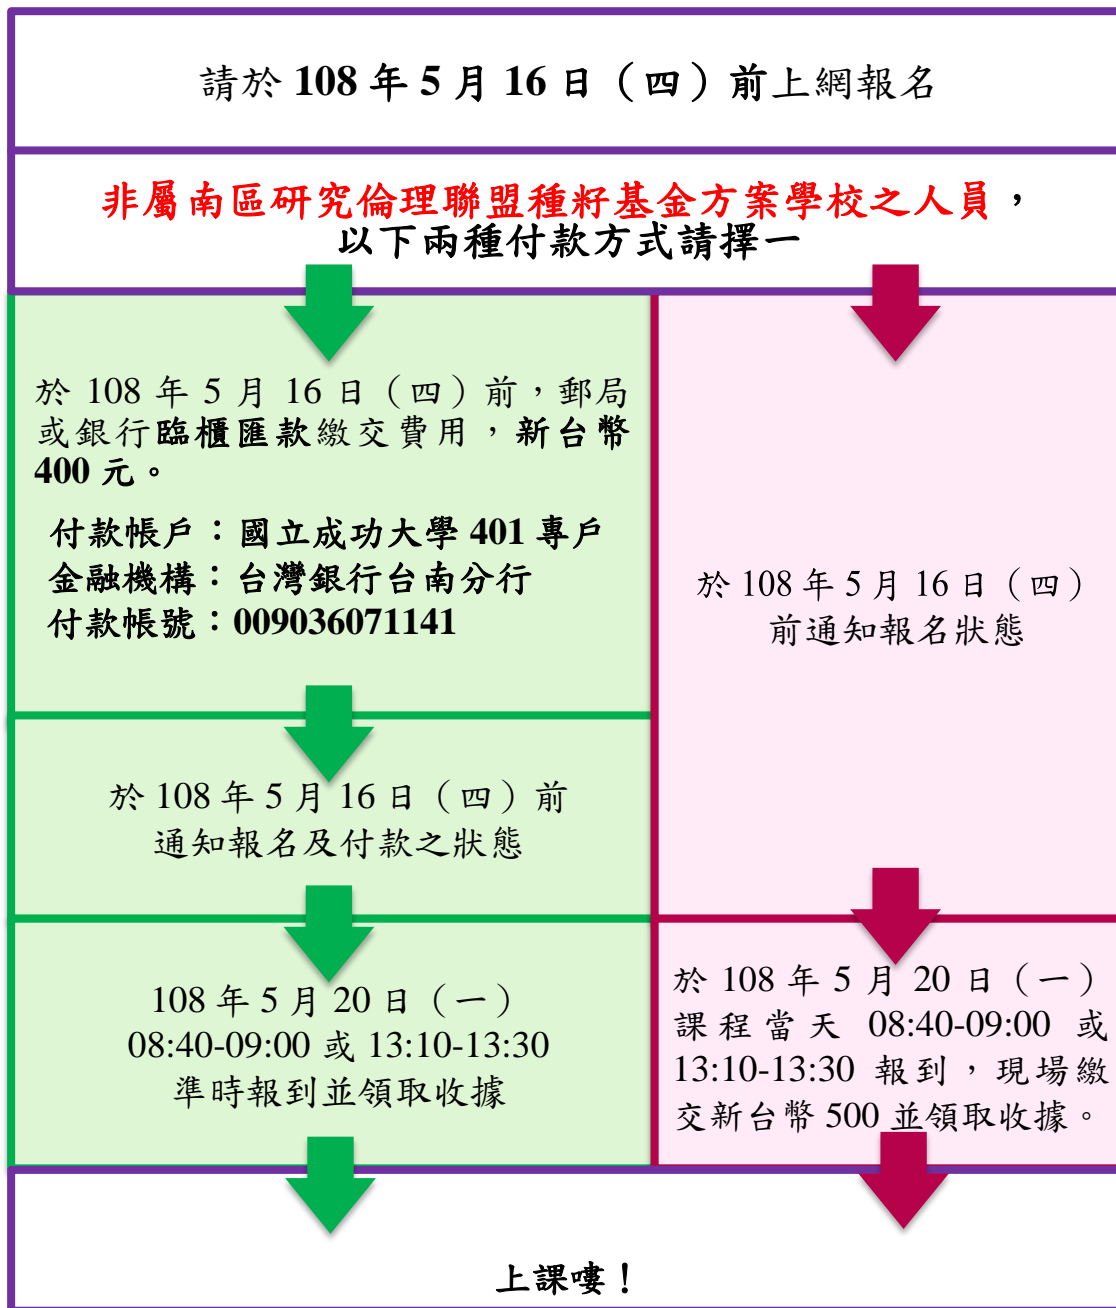 請於 108 年 5 月 16 日（四）前上網報名
非屬南區研究倫理聯盟種籽基金方案學校之人員，
以下兩種付款方式請擇一
於 108 年 5 月 16 日（四）前，郵局
或銀行臨櫃匯款繳交費用，新台幣
400 元。
付款帳戶：國立成功大學 401 專戶
金融機構：台灣銀行台南分行
付款帳號：009036071141
於 108 年 5 月 16 日（四）前
通知報名及付款之狀態
108 年 5 月 20 日（一）
08:40-09:00 或 13:10-13:30
準時報到並領取收據
於 108 年 5 月 16 日（四）
前通知報名狀態
於 108 年 5 月 20 日（一）
課程當天 08:40-09:00 或
13:10-13:30 報到，現場繳
交新台幣 500 並領取收據。
上課嘍！